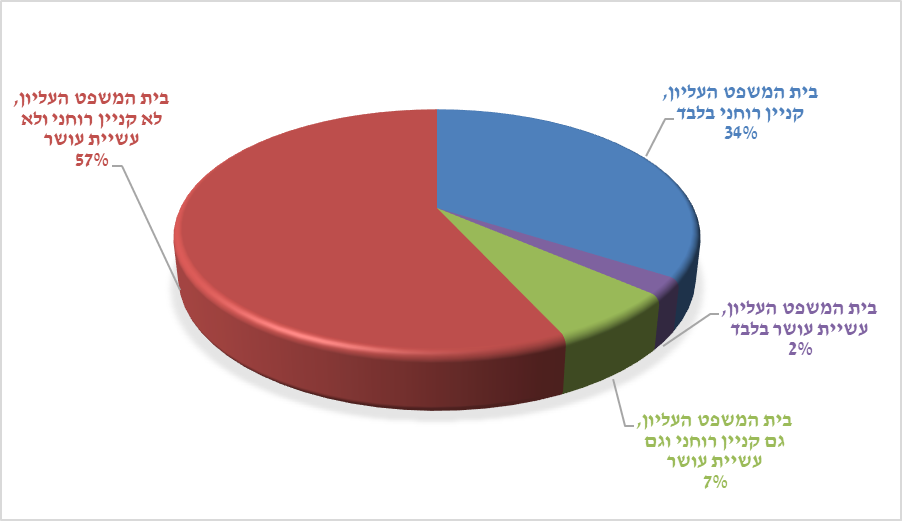 בית המשפט העליון,
קניין רוחני בלבד
34%
בית המשפט העליון,
עשיית עושר בלבד
2%
בית המשפט העליון,
גם קניין רוחני וגם
עשיית עושר
7%
בית המשפט העליון,
לא קניין רוחני ולא
עשיית עושר
57%